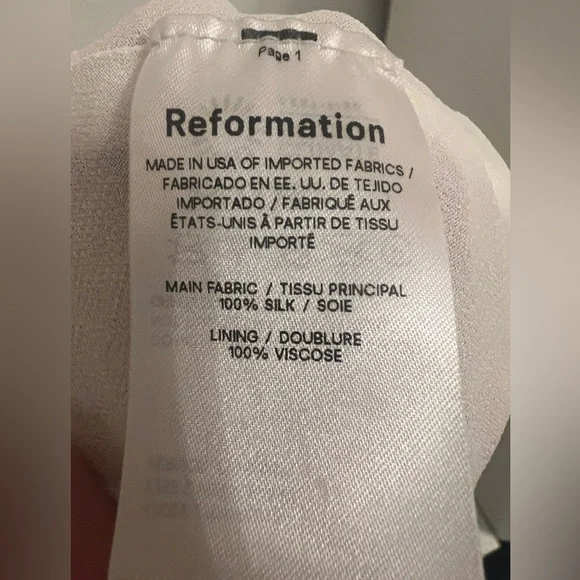 Page 1
Reformation
MADE IN USA OF IMPORTED FABRICS /
FABRICADO EN EE. UU. DE TEJIDO
IMPORTADO / FABRIQUÉ AUX
ÉTATS-UNIS À PARTIR DE TISSU
IMPORTÉ
MAIN FABRIC / TISSU PRINCIPAL
100% SILK / SOIE
LINING / DOUBLURE
100% VISCOSE